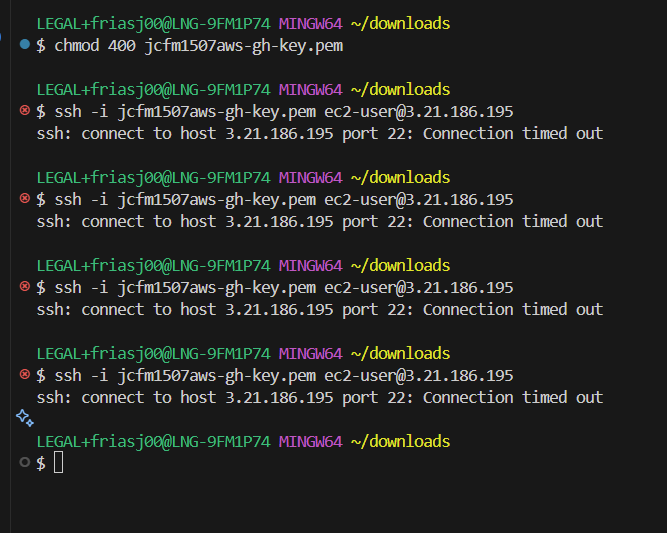 LEGAL+friasj00@LNG-9FM1P74 MINGW64 ~/downloads
$ chmod 400 jcfm1507aws-gh-key.pem
LEGAL+friasj00@LNG-9FM1P74 MINGW64 ~/downloads
$ ssh -i jcfm1507aws-gh-key.pem ec2-user@3.21.186.195
ssh: connect to host 3.21.186.195 port 22: Connection timed out
LEGAL+friasj00@LNG-9FM1P74 MINGW64 ~/downloads
$ ssh -i jcfm1507aws-gh-key.pem ec2-user@3.21.186.195
ssh: connect to host 3.21.186.195 port 22: Connection timed out
LEGAL+friasj00@LNG-9FM1P74 MINGW64 ~/downloads
$ ssh -i jcfm1507aws-gh-key.pem ec2-user@3.21.186.195
ssh: connect to host 3.21.186.195 port 22: Connection timed out
LEGAL+friasj00@LNG-9FM1P74 MINGW64 ~/downloads
$ ssh -i jcfm1507aws-gh-key.pem ec2-user@3.21.186.195
ssh: connect to host 3.21.186.195 port 22: Connection timed out
LEGAL+friasj00@LNG-9FM1P74 MINGW64 ~/downloads
$